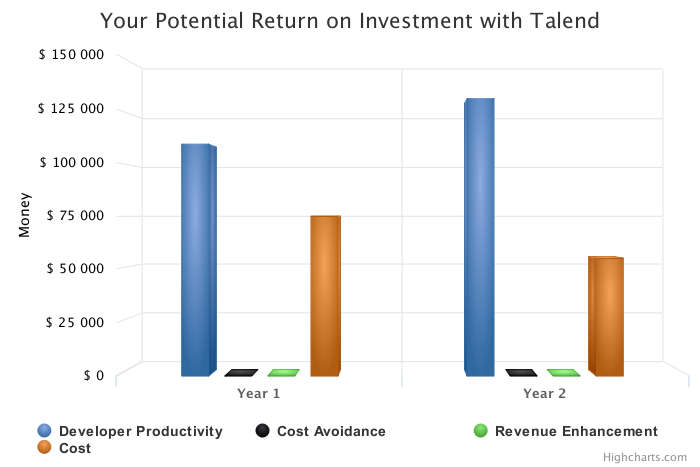 Your Potential Return on Investment with Talend
$ 150 000
$ 125 000
$ 100 000
$ 75 000
$ 50 000
$ 25 000
$ 0
Money
Year 1
Year 2
Developer Productivity
Cost Avoidance
Revenue Enhancement
Cost
Highcharts.com